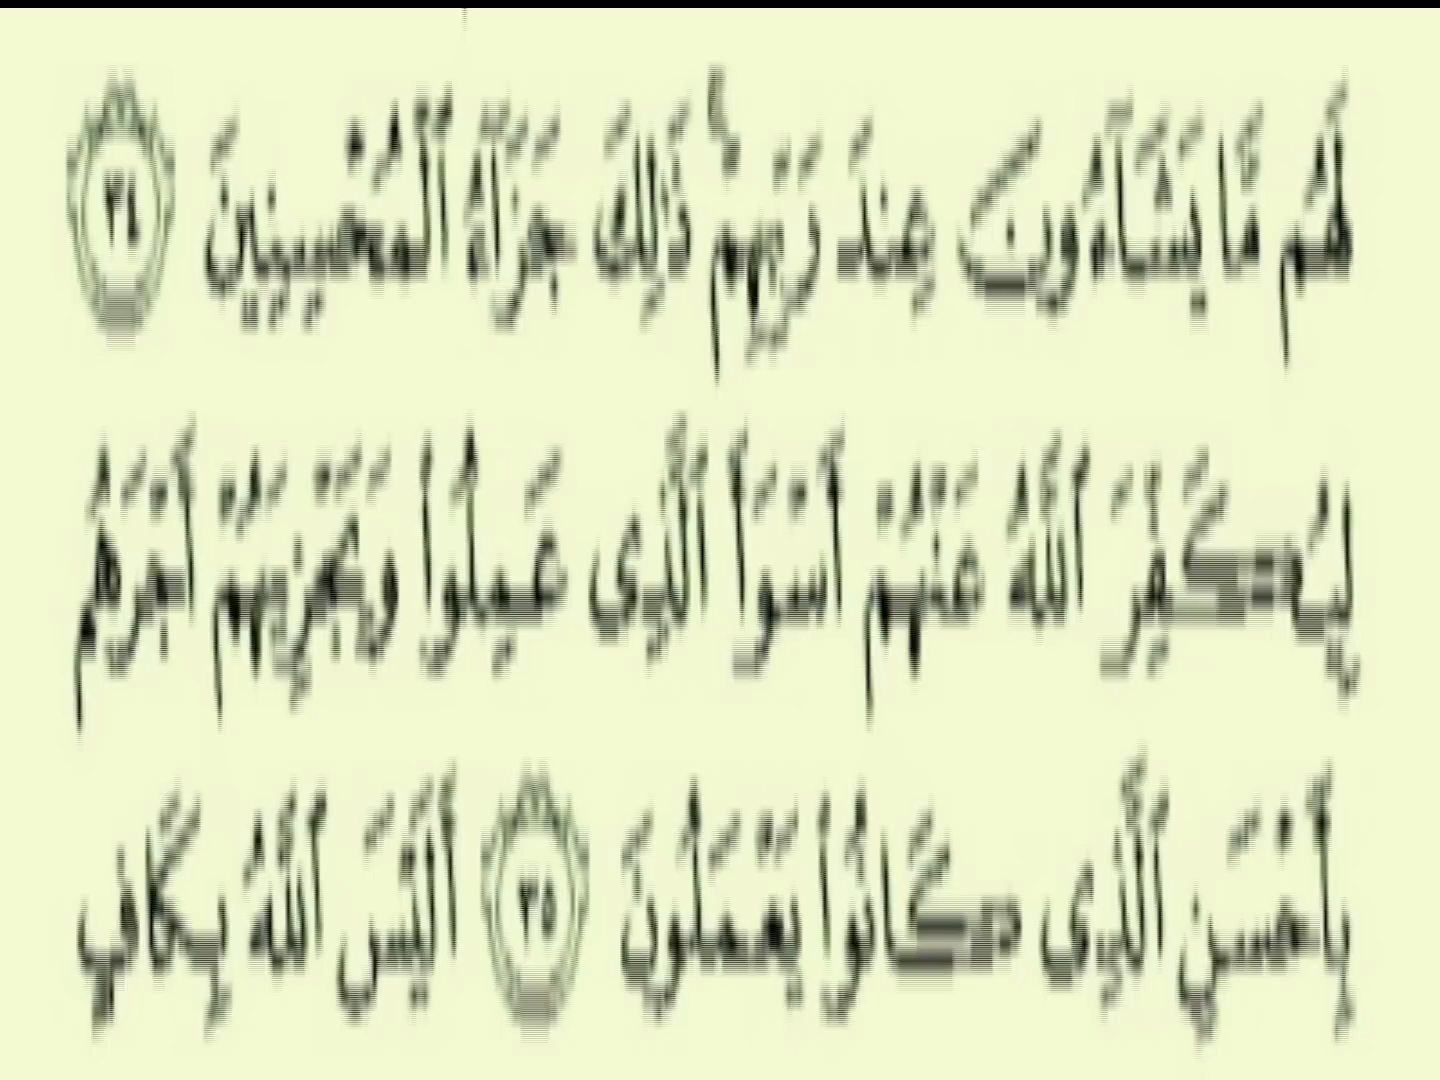 لَهُم مَّا يَشَآءُونَ عِندَ رَبِّهِمْ ذَٰلِكَ جَزَآءُ ٱلْمُحْسِنِينَ ٣٤
لِيُكَفِّرَ ٱللَّهُ عَنْهُمْ أَسْوَأَ ٱلَّذِى عَمِلُوا۟ وَيَجْزِيَهُمْ أَجْرَهُم
بِأَحْسَنِ ٱلَّذِى كَانُوا۟ يَعْمَلُونَ ٣٥ أَلَيْسَ ٱللَّهُ بِكَافٍ